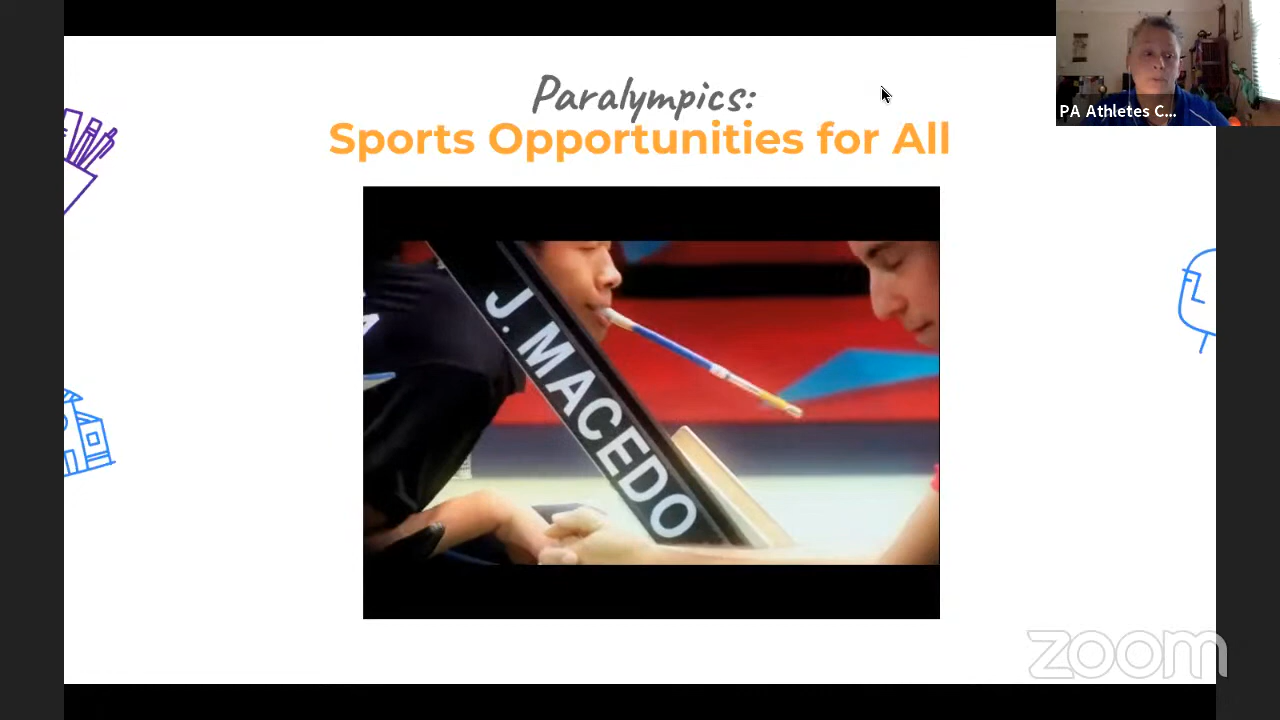 Paralympics:
Sports Opportunities for All
PA Athletes C...
J. MACEDO
zoom